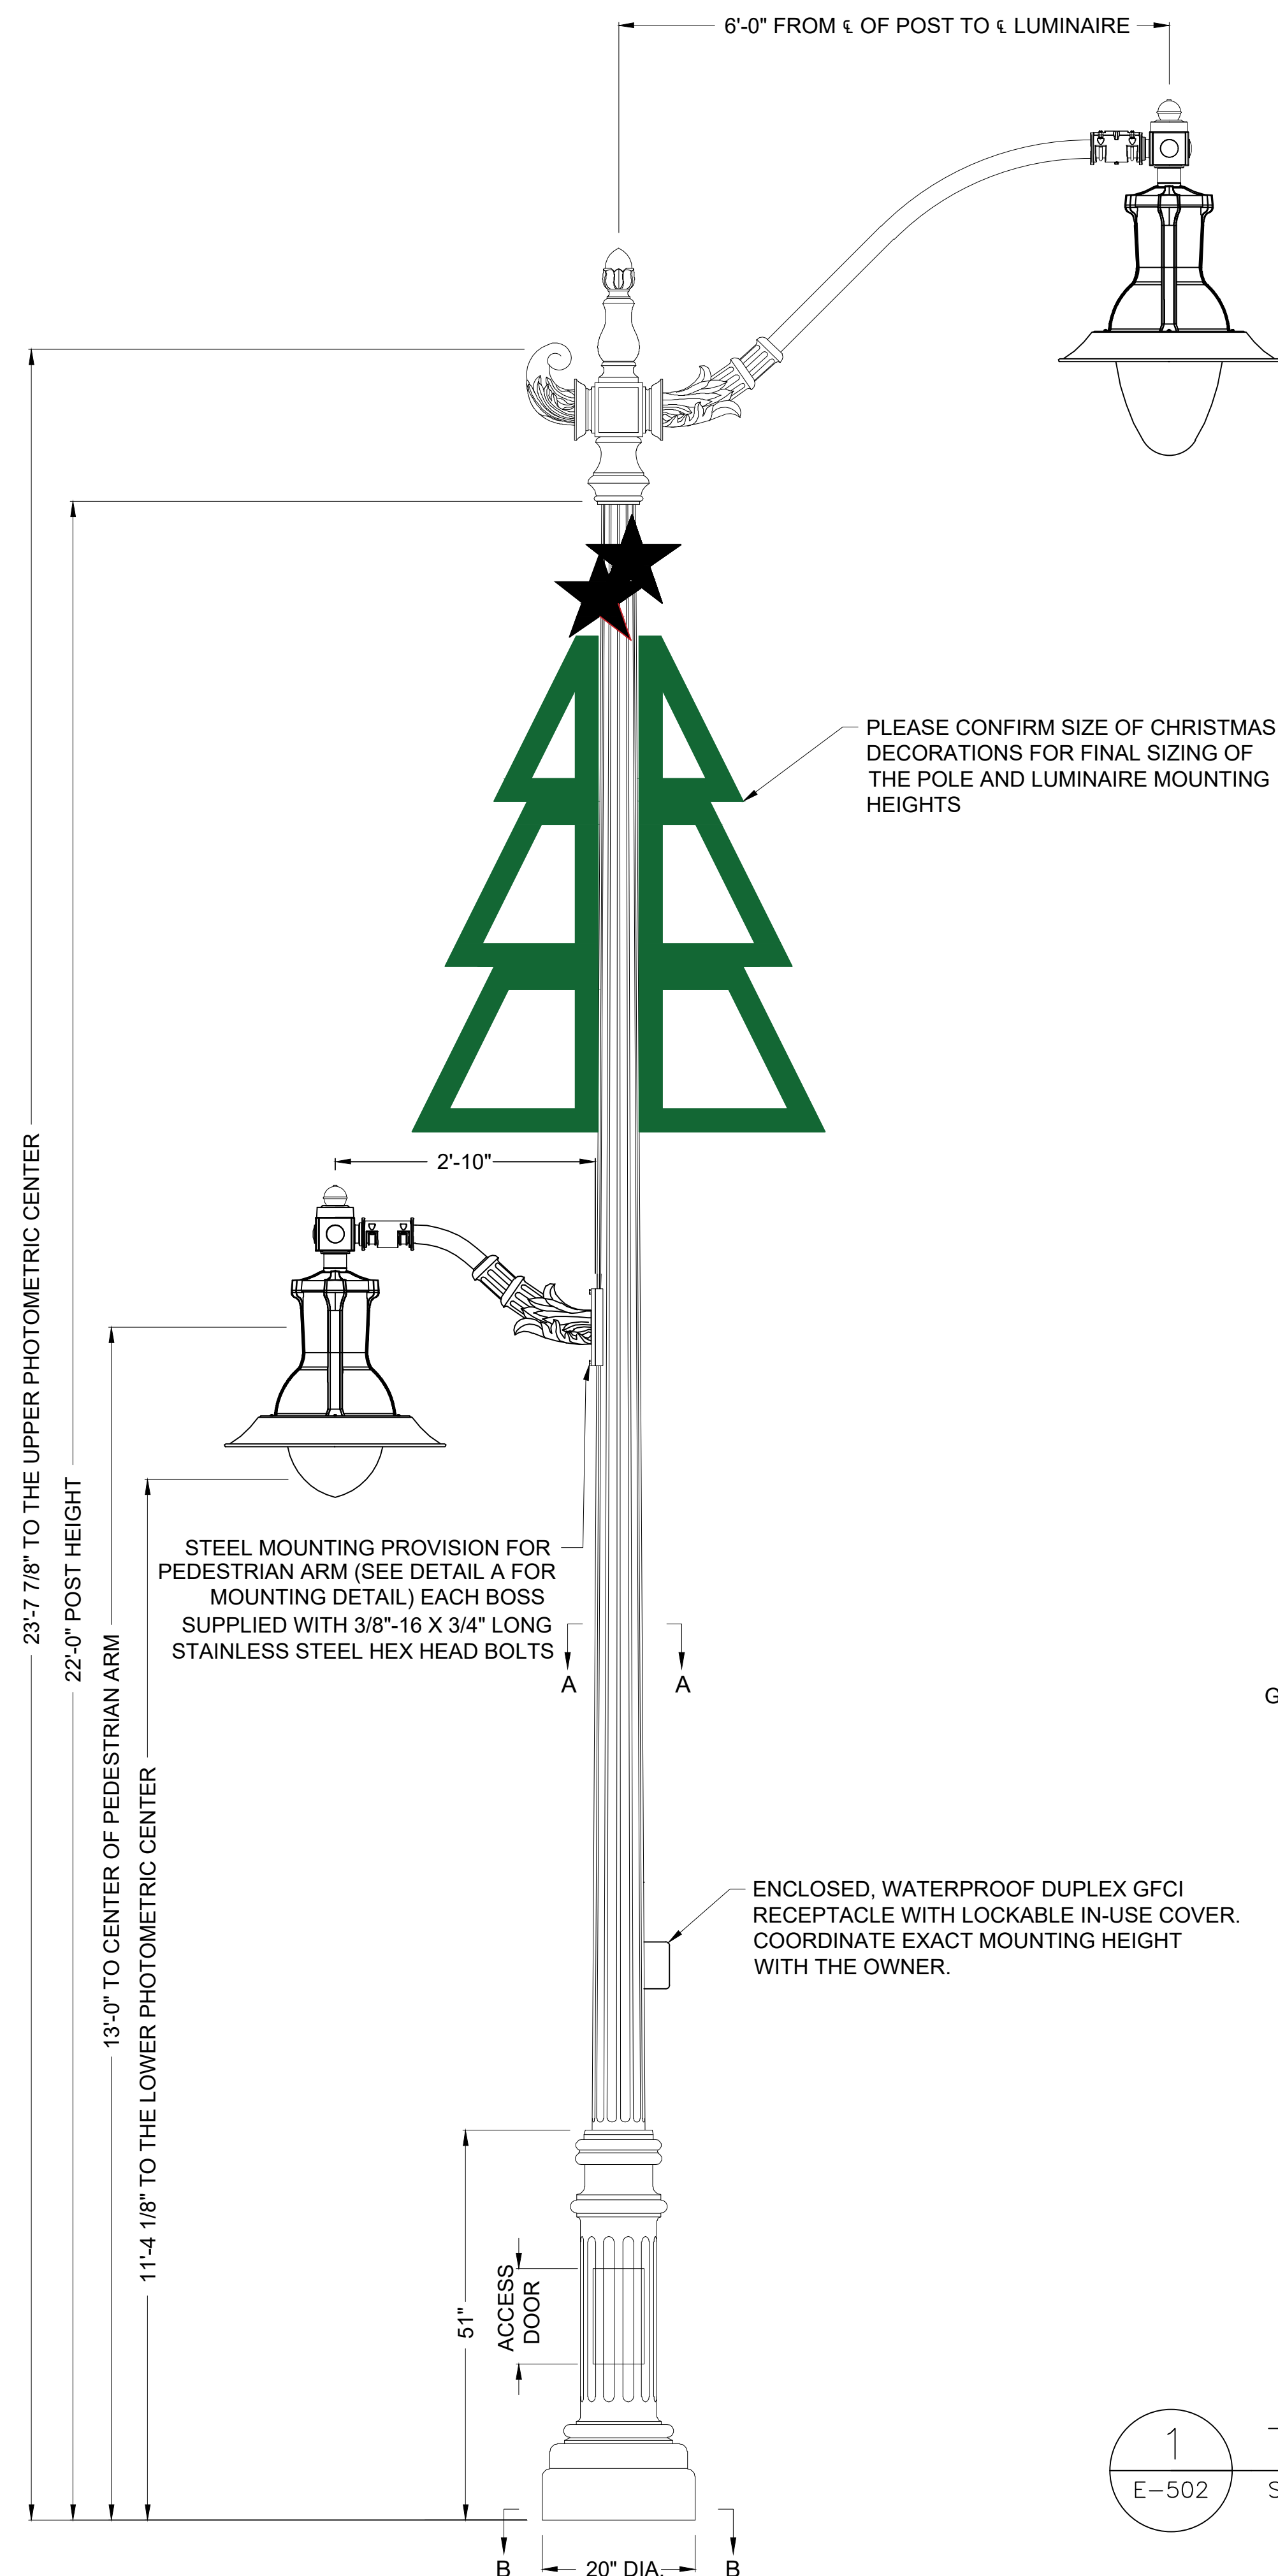 6'-0" FROM ℄ OF POST TO ℄ LUMINAIRE
PLEASE CONFIRM SIZE OF CHRISTMAS
DECORATIONS FOR FINAL SIZING OF
THE POLE AND LUMINAIRE MOUNTING
HEIGHTS
2'-10"
23'-7 7/8" TO THE UPPER PHOTOMETRIC CENTER
22'-0" POST HEIGHT
13'-0" TO CENTER OF PEDESTRIAN ARM
11'-4 1/8" TO THE LOWER PHOTOMETRIC CENTER
STEEL MOUNTING PROVISION FOR
PEDESTRIAN ARM (SEE DETAIL A FOR
MOUNTING DETAIL) EACH BOSS
SUPPLIED WITH 3/8"-16 X 3/4" LONG
STAINLESS STEEL HEX HEAD BOLTS
A A
G
ENCLOSED, WATERPROOF DUPLEX GFCI
RECEPTACLE WITH LOCKABLE IN-USE COVER.
COORDINATE EXACT MOUNTING HEIGHT
WITH THE OWNER.
51"
ACCESS
DOOR
1
E-502
S
B B
20" DIA.